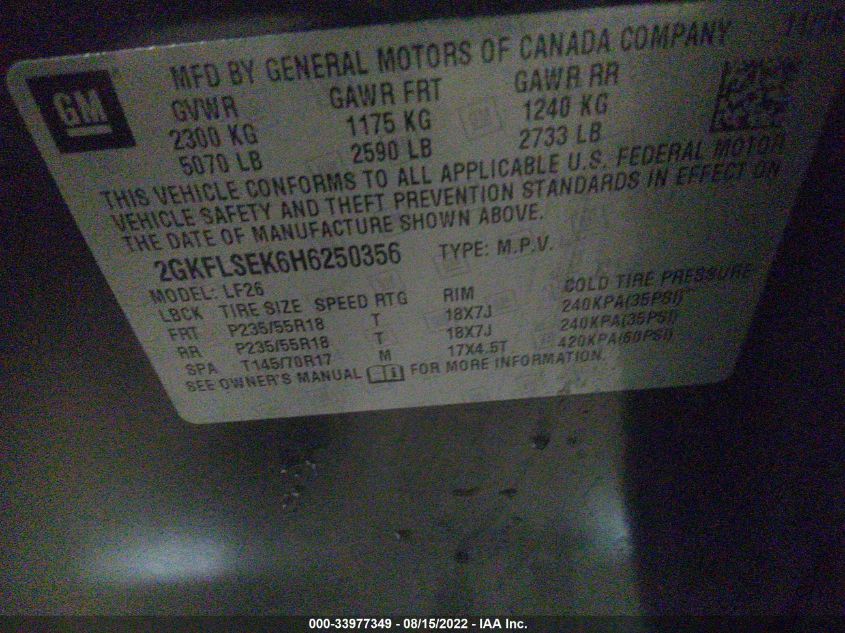 MFD BY GENERAL MOTORS OF CANADA COMPANY
GM
GVWR GAWR FRT GAWR RR
2300 KG 1175 KG 1240 KG
5070 LB 2590 LB 2733 LB
THIS VEHICLE CONFORMS TO ALL APPLICABLE U.S. FEDERAL MOTOR
VEHICLE SAFETY AND THEFT PREVENTION STANDARDS IN EFFECT ON
THE DATE OF MANUFACTURE SHOWN ABOVE.
2GKFLSEK6H6250356 TYPE: M.P.V.
MODEL: LF26
LBCK TIRE SIZE SPEED RTG RIM COLD TIRE PRESSURE
FRT P235/55R18 T 18X7J 240KPA(35PSI)
RR P235/55R18 T 18X7J 240KPA(35PSI)
SPA T145/70R17 M 17X4.5T 420KPA(60PSI)
SEE OWNER'S MANUAL FOR MORE INFORMATION.
000-33977349 - 08/15/2022 - IAA Inc.